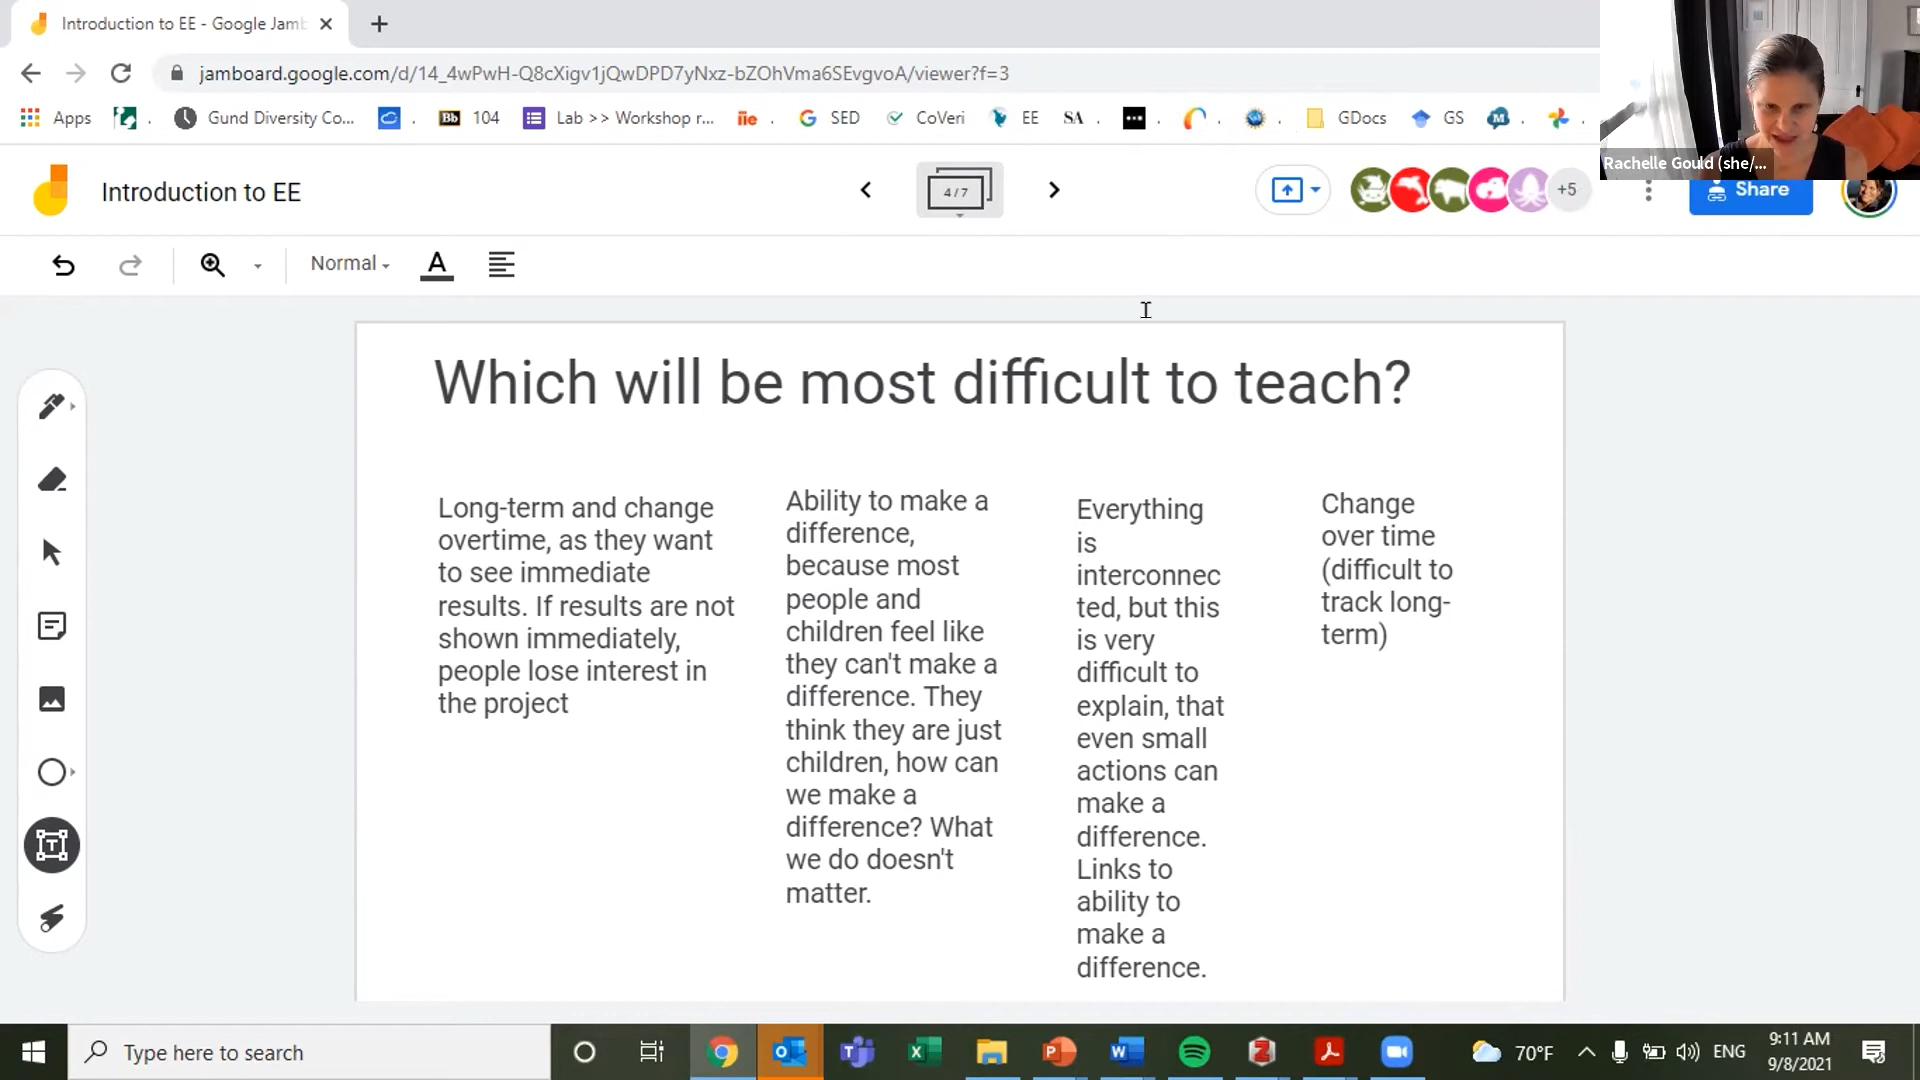 Introduction to EE - Google Jamb
jamboard.google.com/d/14_4wPwH-Q8cXigv1jQwDPD7yNxz-bZOhVma6SEvgvoA/viewer?f=3
Apps
.
Gund Diversity Co...
.
Bb 104
Lab >> Workshop r...
iie .
SED
CoVeri
EE
SA .
.
.
.
GDocs
GS
.
Rachelle Gould (she/...
Introduction to EE
4 / 7
+5
Share
Normal
A
Which will be most difficult to teach?
Long-term and change
overtime, as they want
to see immediate
results. If results are not
shown immediately,
people lose interest in
the project
Ability to make a
difference,
because most
people and
children feel like
they can't make a
difference. They
think they are just
children, how can
we make a
difference? What
we do doesn't
matter.
Everything
is
interconnec
ted, but this
is very
difficult to
explain, that
even small
actions can
make a
difference.
Links to
ability to
make a
difference.
Change
over time
(difficult to
track long-
term)
Type here to search
70°F
ENG
9:11 AM
9/8/2021